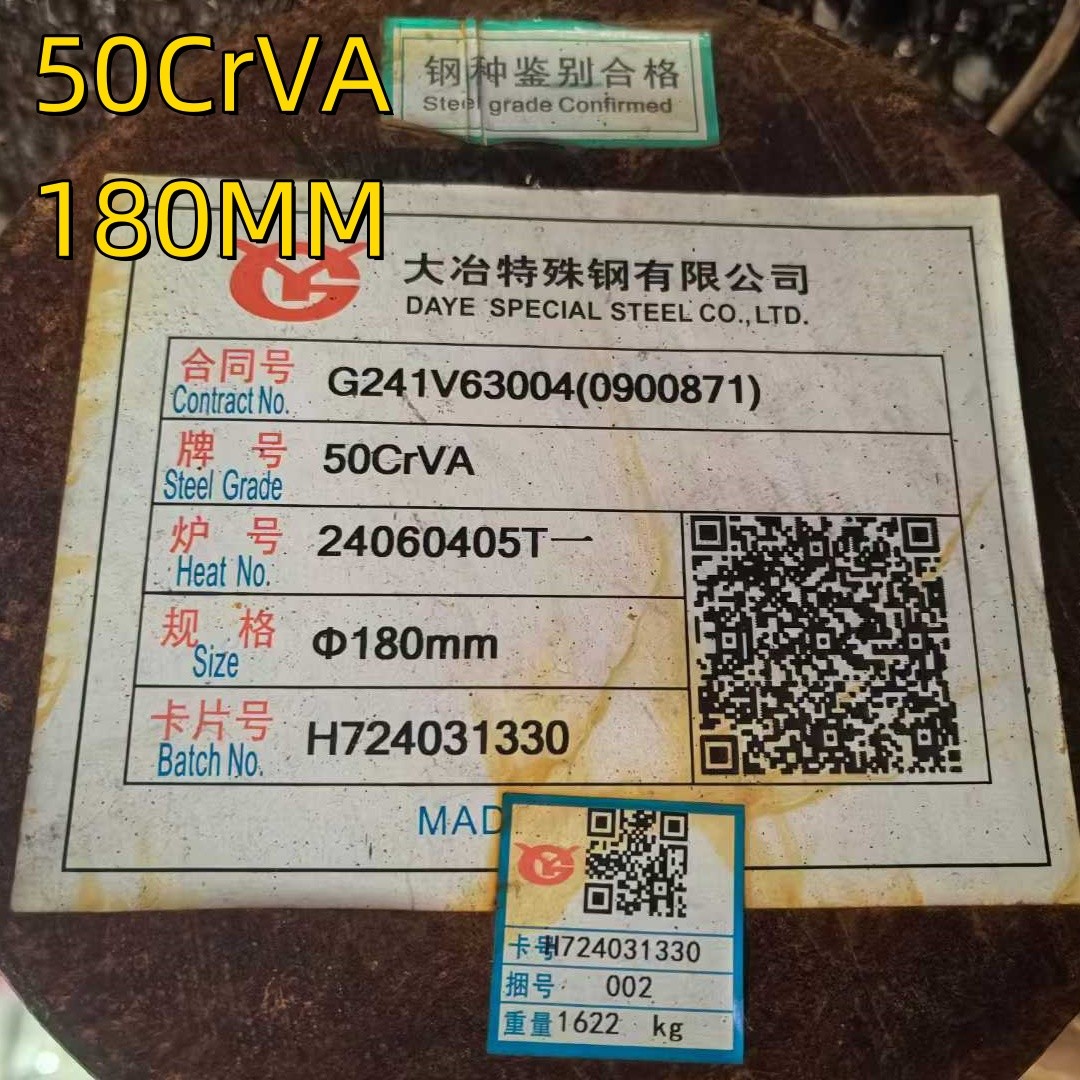 50CrVA
180MM
钢种鉴别合格
Steel grade Confirmed
大冶特殊钢有限公司
DAYE SPECIAL STEEL CO.,LTD.
合同号 G241V63004(0900871)
Contract No.
牌号 50CrVA
Steel Grade
炉号 24060405T一
Heat No.
规格 Φ180mm
Size
卡片号 H724031330
Batch No.
MAD
卡号H724031330
捆号 002
重量1622 kg